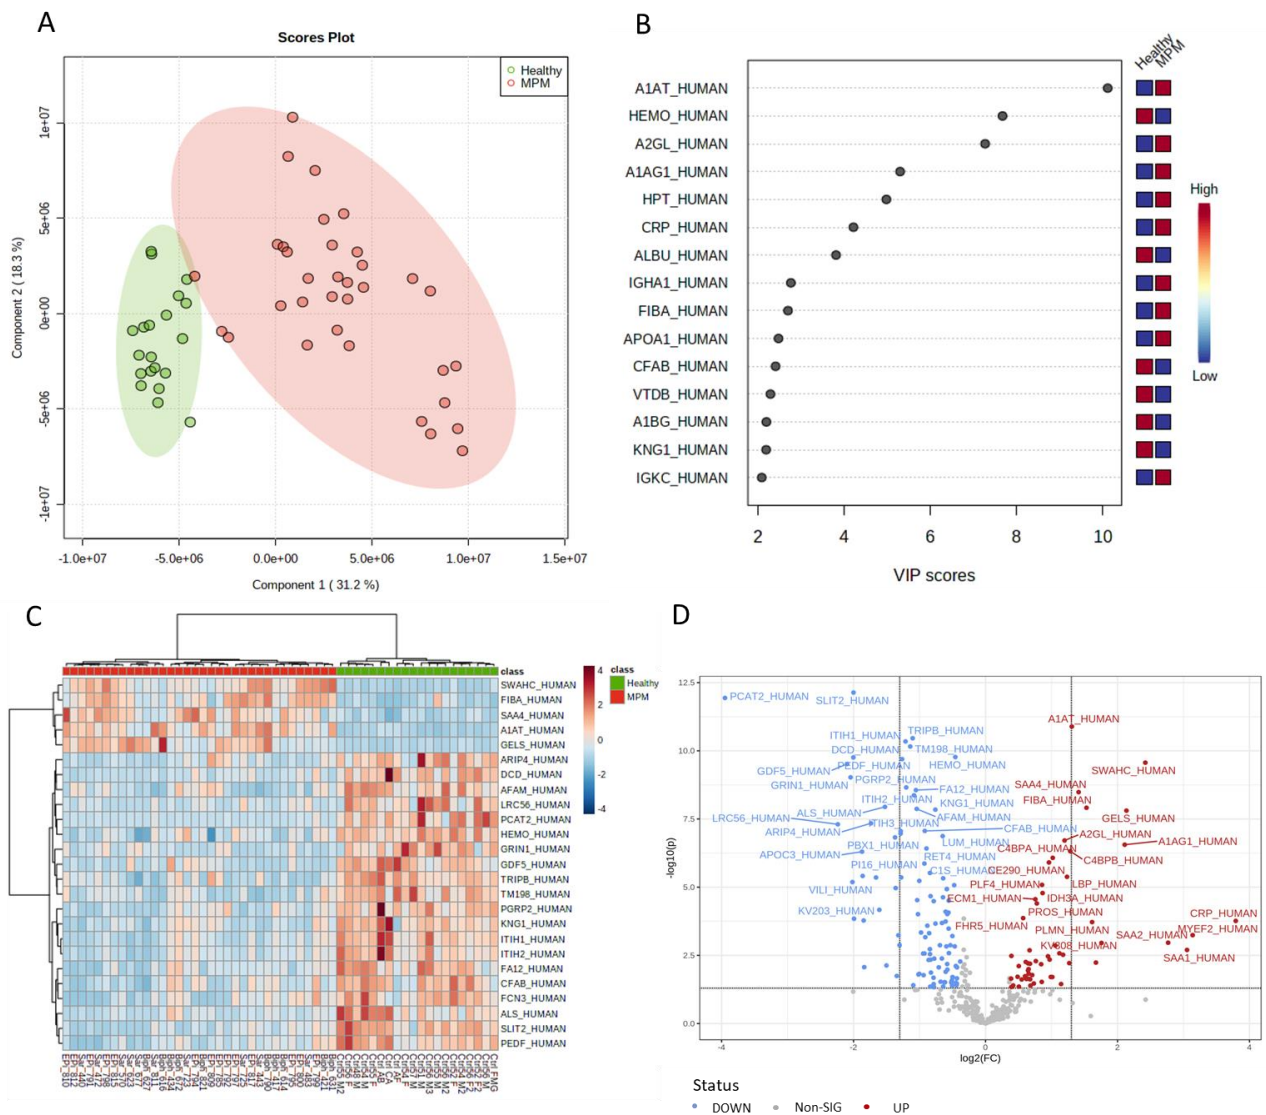 A
Scores Plot
Healthy
MPM
1e+07
5e+06
0e+00
-5e+06
-1e+07
Component 2 ( 18.3 %)
-1.0e+07
-5.0e+06
0.0e+00
5.0e+06
1.0e+07
1.5e+07
Component 1 ( 31.2 %)
B
Healthy
MPM
A1AT_HUMAN
HEMO_HUMAN
A2GL_HUMAN
A1AG1_HUMAN
HPT_HUMAN
CRP_HUMAN
ALBU_HUMAN
IGHA1_HUMAN
FIBA_HUMAN
APOA1_HUMAN
CFAB_HUMAN
VTDB_HUMAN
A1BG_HUMAN
KNG1_HUMAN
IGKC_HUMAN
2
4
6
8
10
VIP scores
High
Low
C
class
SWAHC_HUMAN
FIBA_HUMAN
SAA4_HUMAN
A1AT_HUMAN
GELS_HUMAN
ARIP4_HUMAN
DCD_HUMAN
AFAM_HUMAN
LRC56_HUMAN
PCAT2_HUMAN
HEMO_HUMAN
GRIN1_HUMAN
GDF5_HUMAN
TRIPB_HUMAN
TM198_HUMAN
PGRP2_HUMAN
KNG1_HUMAN
ITIH1_HUMAN
ITIH2_HUMAN
FA12_HUMAN
CFAB_HUMAN
FCN3_HUMAN
ALS_HUMAN
SLIT2_HUMAN
PEDF_HUMAN
4
2
0
-2
-4
class
Healthy
MPM
D
12.5
10.0
7.5
5.0
2.5
0.0
-log10(p)
PCAT2_HUMAN
SLIT2_HUMAN
A1AT_HUMAN
ITIH1_HUMAN
TRIPB_HUMAN
DCD_HUMAN
TM198_HUMAN
PEDF_HUMAN
HEMO_HUMAN
GDF5_HUMAN
SWAHC_HUMAN
GRIN1_HUMAN
PGRP2_HUMAN
FA12_HUMAN
SAA4_HUMAN
ITIH2_HUMAN
KNG1_HUMAN
FIBA_HUMAN
ALS_HUMAN
AFAM_HUMAN
GELS_HUMAN
LRC56_HUMAN
ARIP4_HUMAN
CFAB_HUMAN
A2GL_HUMAN
A1AG1_HUMAN
PBX1_HUMAN
LUM_HUMAN
C4BPA_HUMAN
APOC3_HUMAN
RET4_HUMAN
C4BPB_HUMAN
PI16_HUMAN
C1S_HUMAN
CE290_HUMAN
VILI_HUMAN
PLF4_HUMAN
LBP_HUMAN
ECM1_HUMAN
IDH3A_HUMAN
KV203_HUMAN
PROS_HUMAN
CRP_HUMAN
FHR5_HUMAN
PLMN_HUMAN
MYEF2_HUMAN
SAA2_HUMAN
KV308_HUMAN
SAA1_HUMAN
-4
-2
0
2
4
log2(FC)
Status
DOWN
Non-SIG
UP